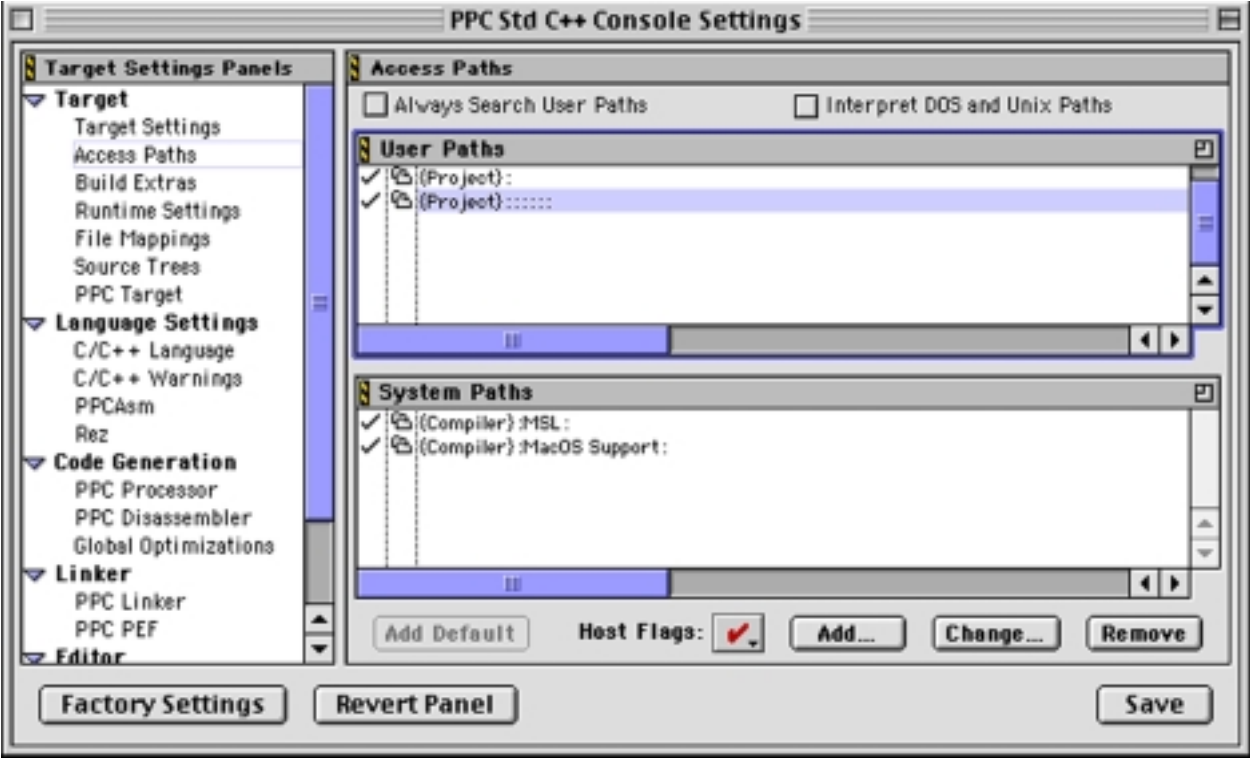 PPC Std C++ Console Settings
Target Settings Panels
Target
Target Settings
Access Paths
Build Extras
Runtime Settings
File Mappings
Source Trees
PPC Target
Language Settings
C/C++ Language
C/C++ Warnings
PPCAsm
Rez
Code Generation
PPC Processor
PPC Disassembler
Global Optimizations
Linker
PPC Linker
PPC PEF
Editor
Access Paths
Always Search User Paths
Interpret DOS and Unix Paths
User Paths
{Project}:
{Project}::::::
System Paths
{Compiler}:MSL:
{Compiler}:MacOS Support:
Add Default
Host Flags:
Add...
Change...
Remove
Factory Settings
Revert Panel
Save